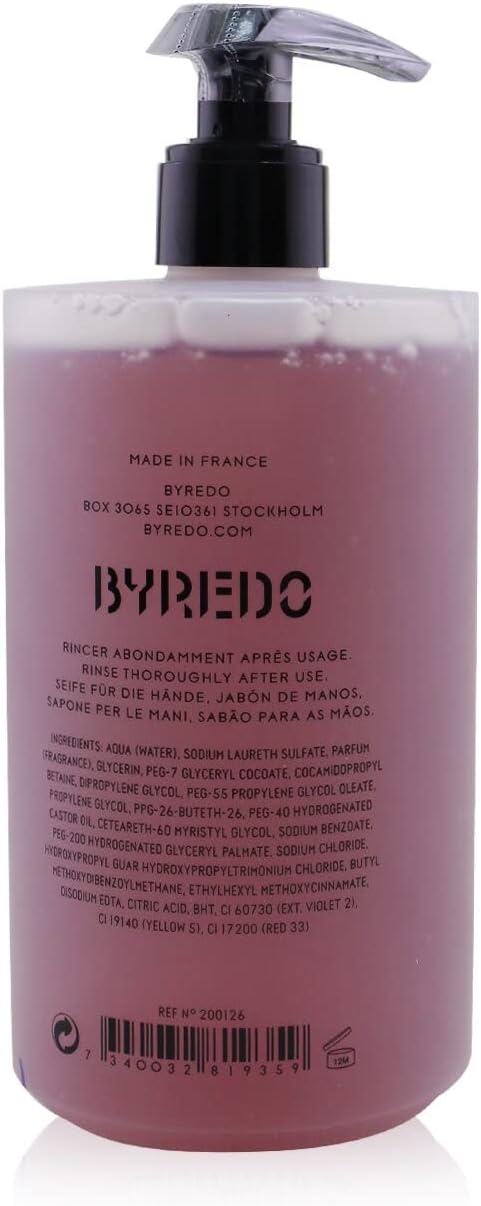 MADE IN FRANCE
BYREDO
BOX 3065 SE10361 STOCKHOLM
BYREDO.COM
BYREDO
RINCER ABONDAMMENT APRÈS USAGE.
RINSE THOROUGHLY AFTER USE.
SEIFE FÜR DIE HÄNDE, JABÓN DE MANOS,
SAPONE PER LE MANI, SABÃO PARA AS MÃOS.
INGREDIENTS: AQUA (WATER), SODIUM LAURETH SULFATE, PARFUM
(FRAGRANCE), GLYCERIN, PEG-7 GLYCERYL COCOATE, COCAMIDOPROPYL
BETAINE, DIPROPYLENE GLYCOL, PEG-55 PROPYLENE GLYCOL OLEATE,
PROPYLENE GLYCOL, PPG-26-BUTETH-26, PEG-40 HYDROGENATED
CASTOR OIL, CETEARETH-60 MYRISTYL GLYCOL, SODIUM BENZOATE,
PEG-200 HYDROGENATED GLYCERYL PALMATE, SODIUM CHLORIDE,
HYDROXYPROPYL GUAR HYDROXYPROPYLTRIMONIUM CHLORIDE, BUTYL
METHOXYDIBENZOYLMETHANE, ETHYLHEXYL METHOXYCINNAMATE,
DISODIUM EDTA, CITRIC ACID, BHT, CI 60730 (EXT. VIOLET 2),
CI 19140 (YELLOW 5), CI 17200 (RED 33)
REF Nº 200126
7 340032 819359
12M